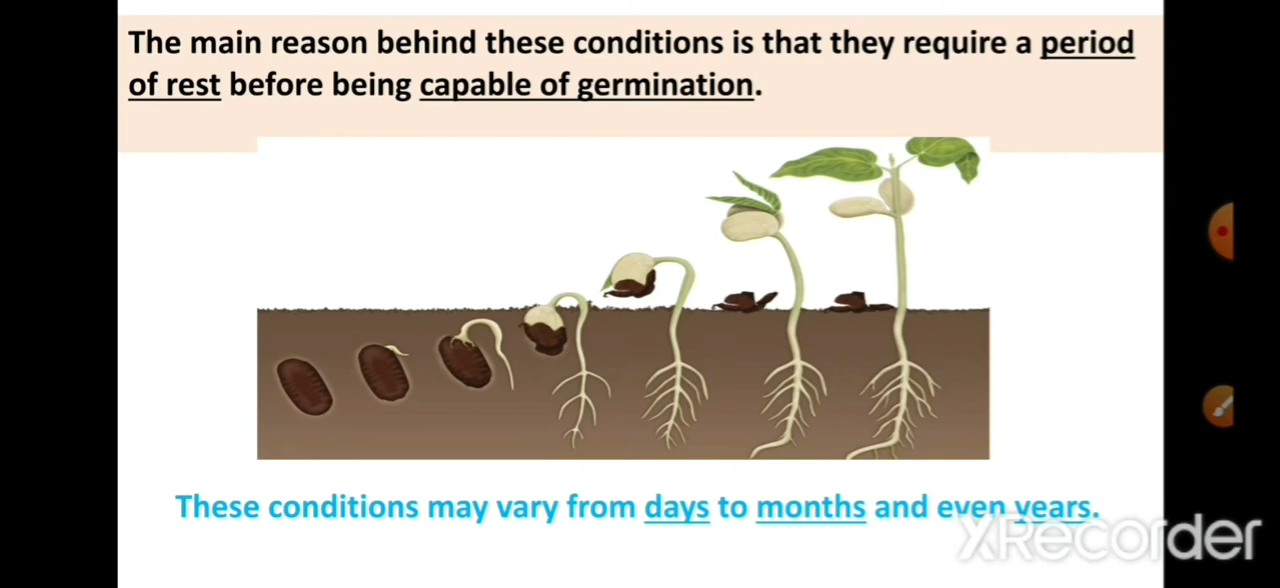 The main reason behind these conditions is that they require a period
of rest before being capable of germination.
These conditions may vary from days to months and even years.
XRecorder